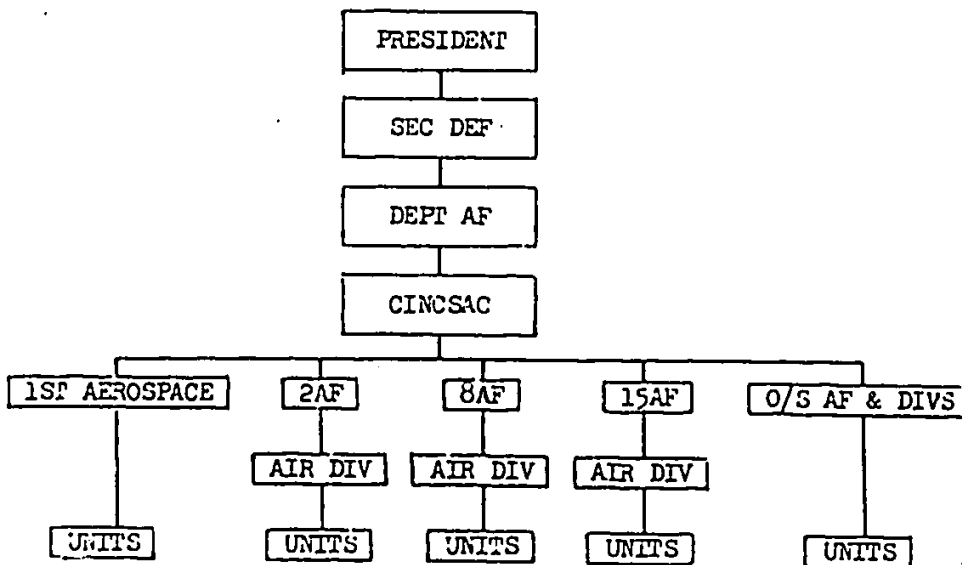 PRESIDENT
SEC DEF
DEPT AF
CINCSAC
1ST AEROSPACE
2AF
8AF
15AF
O/S AF & DIVS
AIR DIV
AIR DIV
AIR DIV
UNITS
UNITS
UNITS
UNITS
UNITS